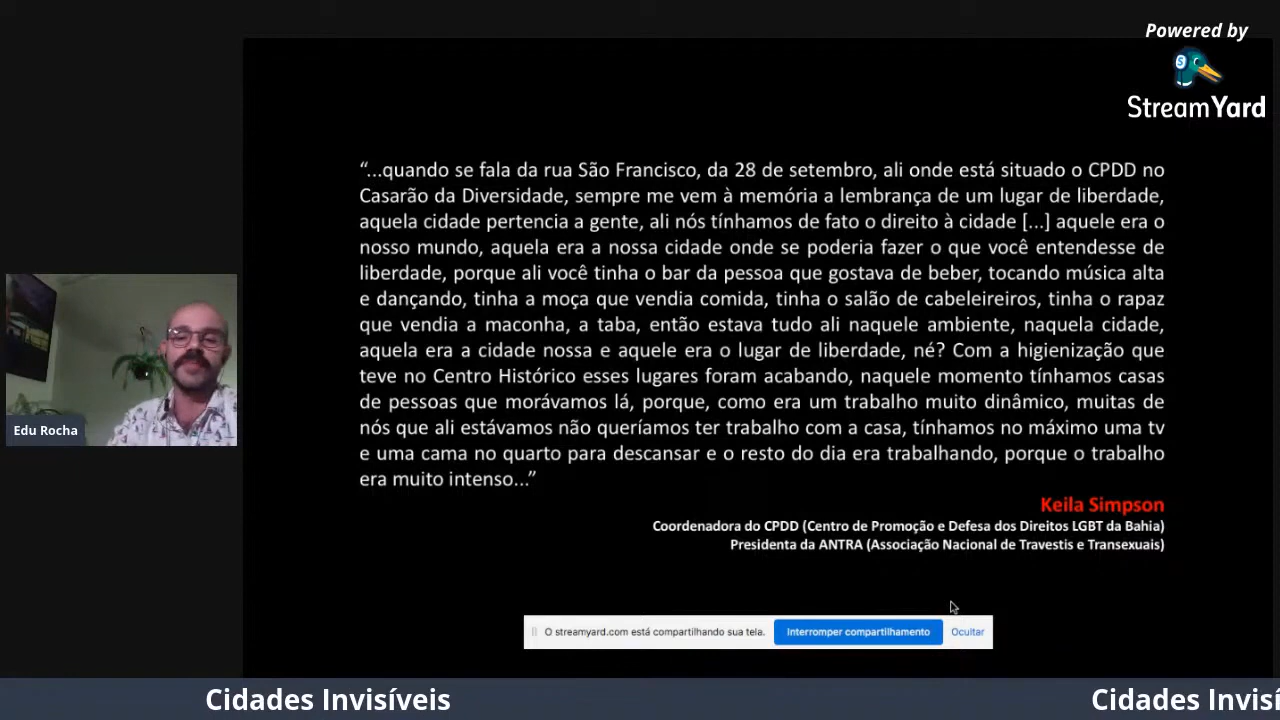 Powered by
StreamYard
“...quando se fala da rua São Francisco, da 28 de setembro, ali onde está situado o CPDD no
Casarão da Diversidade, sempre me vem à memória a lembrança de um lugar de liberdade,
aquela cidade pertencia a gente, ali nós tínhamos de fato o direito à cidade [...] aquele era o
nosso mundo, aquela era a nossa cidade onde se poderia fazer o que você entendesse de
liberdade, porque ali você tinha o bar da pessoa que gostava de beber, tocando música alta
e dançando, tinha a moça que vendia comida, tinha o salão de cabeleireiros, tinha o rapaz
que vendia a maconha, a taba, então estava tudo ali naquele ambiente, naquela cidade,
aquela era a cidade nossa e aquele era o lugar de liberdade, né? Com a higienização que
teve no Centro Histórico esses lugares foram acabando, naquele momento tínhamos casas
de pessoas que morávamos lá, porque, como era um trabalho muito dinâmico, muitas de
nós que ali estávamos não queríamos ter trabalho com a casa, tínhamos no máximo uma tv
e uma cama no quarto para descansar e o resto do dia era trabalhando, porque o trabalho
era muito intenso...”
Keila Simpson
Coordenadora do CPDD (Centro de Promoção e Defesa dos Direitos LGBT da Bahia)
Presidenta da ANTRA (Associação Nacional de Travestis e Transexuais)
Edu Rocha
O streamyard.com está compartilhando sua tela. Interromper compartilhamento Ocultar
Cidades Invisíveis Cidades Invisí